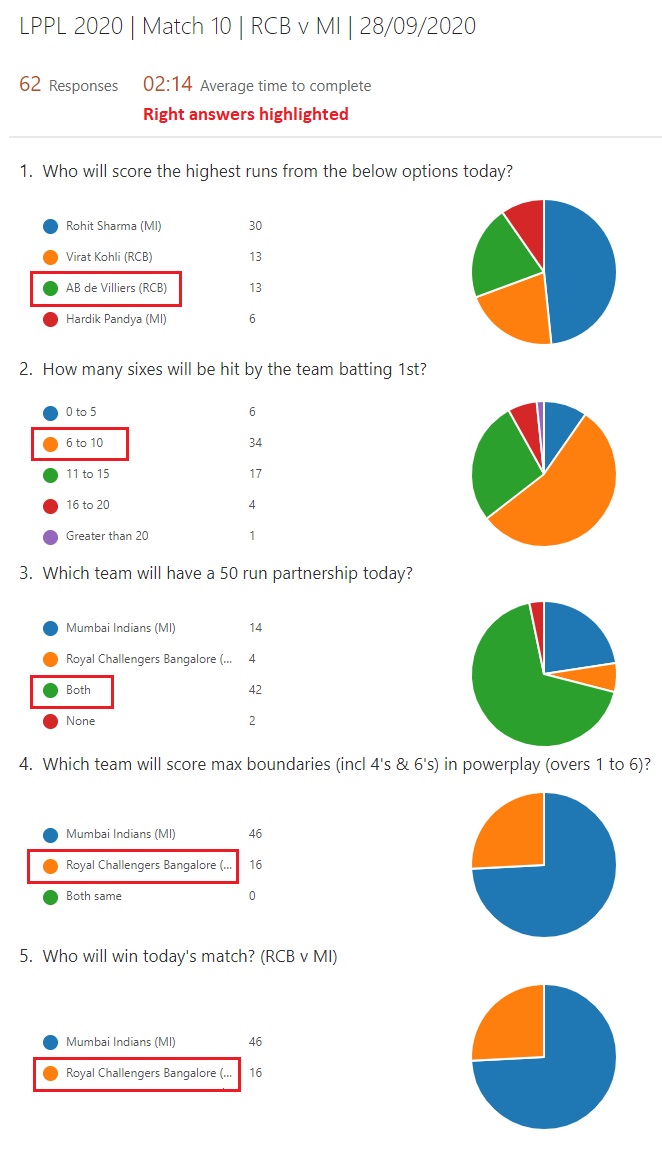 LPPL 2020 | Match 10 | RCB v MI | 28/09/2020
62 Responses 02:14 Average time to complete
Right answers highlighted
1. Who will score the highest runs from the below options today?
Rohit Sharma (MI) 30
Virat Kohli (RCB) 13
AB de Villiers (RCB) 13
Hardik Pandya (MI) 6
2. How many sixes will be hit by the team batting 1st?
0 to 5 6
6 to 10 34
11 to 15 17
16 to 20 4
Greater than 20 1
3. Which team will have a 50 run partnership today?
Mumbai Indians (MI) 14
Royal Challengers Bangalore (... 4
Both 42
None 2
4. Which team will score max boundaries (incl 4's & 6's) in powerplay (overs 1 to 6)?
Mumbai Indians (MI) 46
Royal Challengers Bangalore (... 16
Both same 0
5. Who will win today's match? (RCB v MI)
Mumbai Indians (MI) 46
Royal Challengers Bangalore (... 16